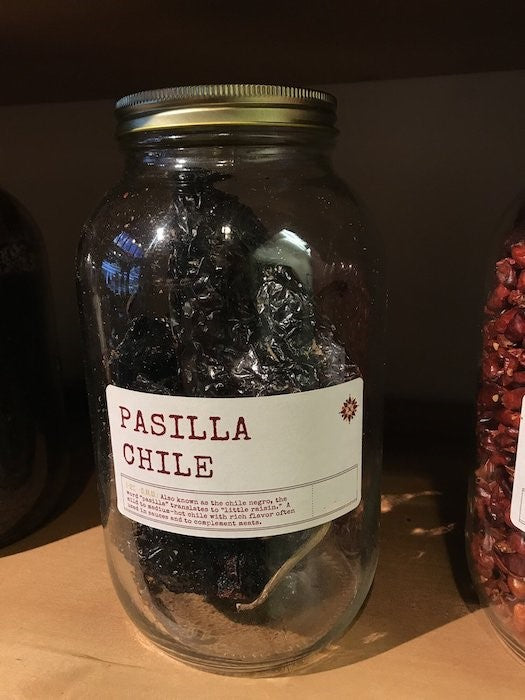 PASILLA
CHILE
Also known as the chile negro, the
word "pasilla" translates to "little raisin." A
mild to medium-hot chile with rich flavor often
used in sauces and to complement meats.